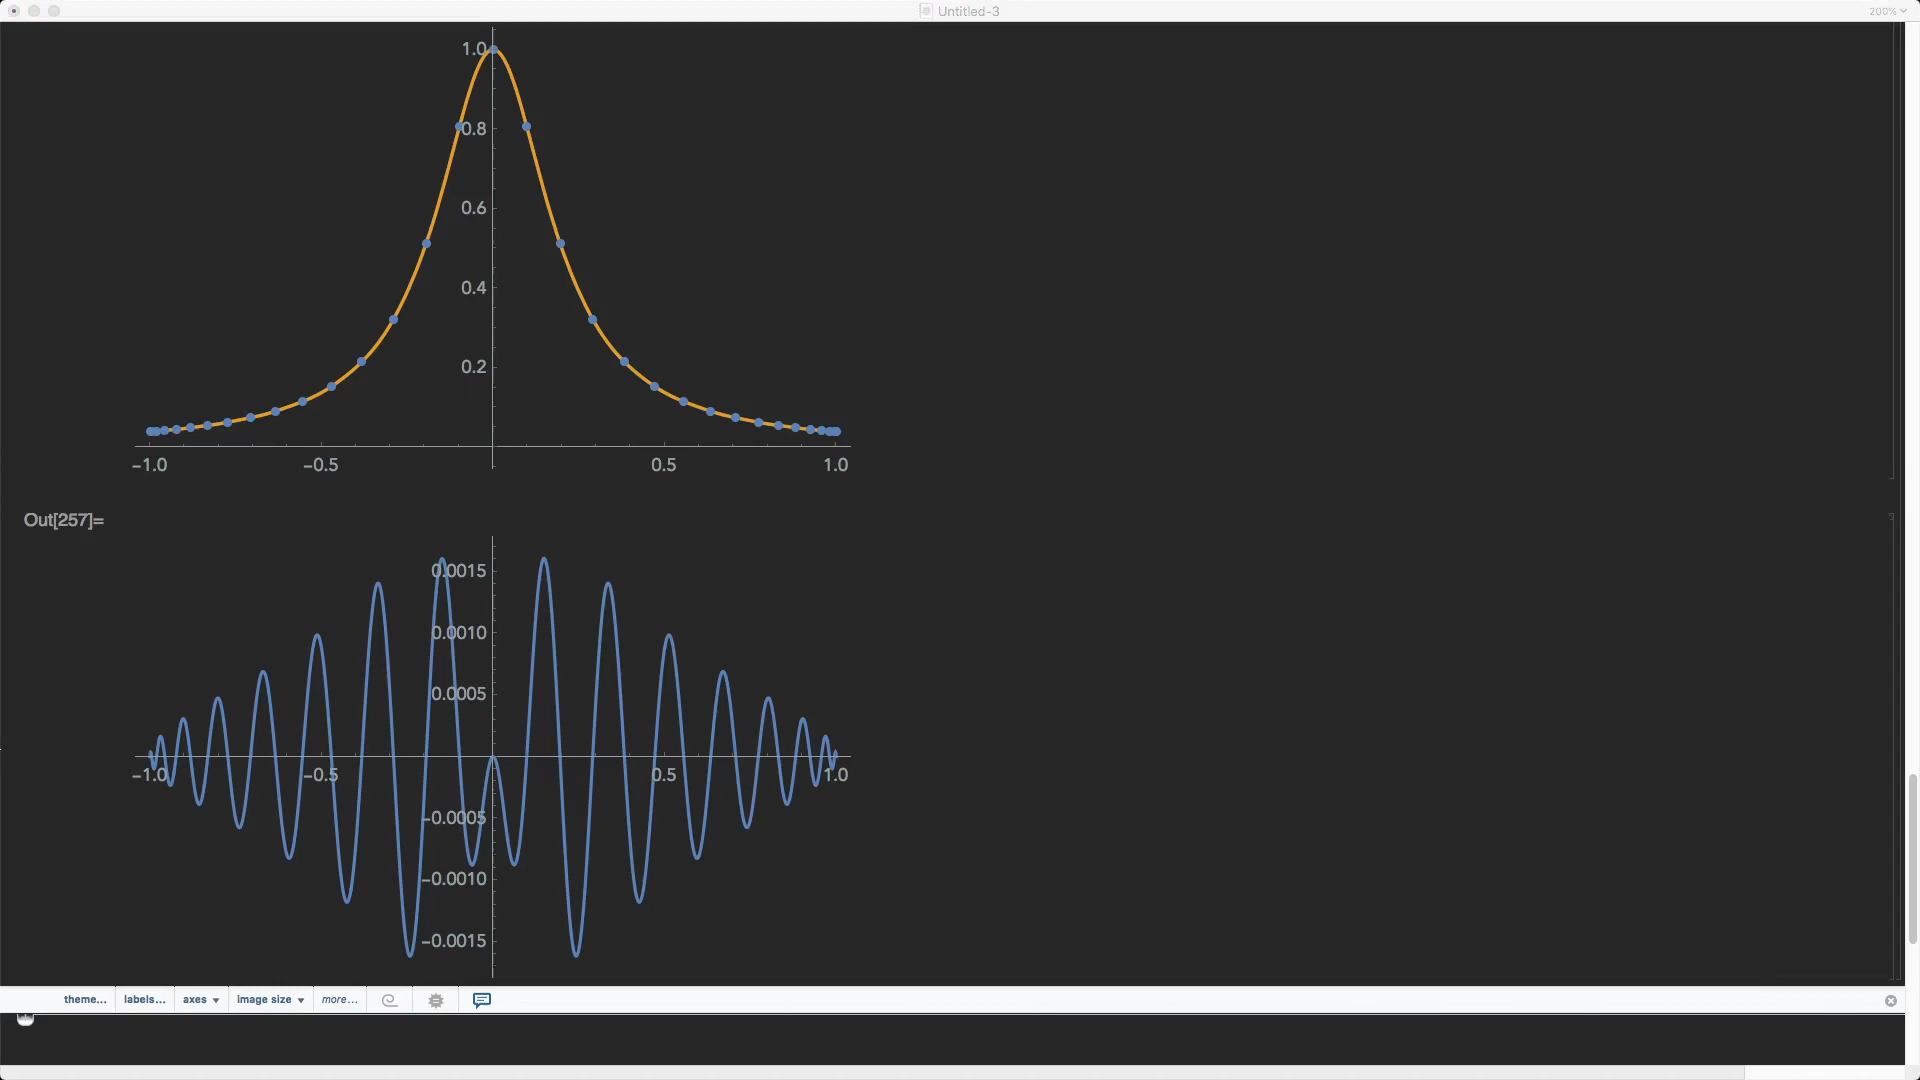 Untitled-3
200%
1.0
0.8
0.6
0.4
0.2
−1.0 −0.5 0.5 1.0
Out[257]=
0.0015
0.0010
0.0005
−1.0 −0.5 0.5 1.0
−0.0005
−0.0010
−0.0015
theme... labels... axes image size more...